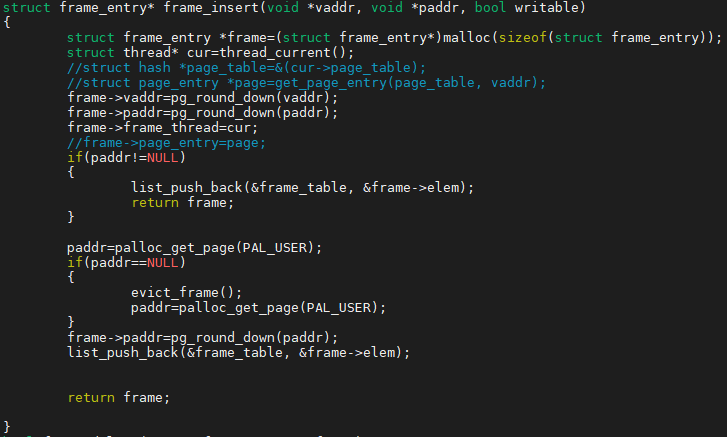 struct frame_entry* frame_insert(void *vaddr, void *paddr, bool writable)
{
        struct frame_entry *frame=(struct frame_entry*)malloc(sizeof(struct frame_entry));
        struct thread* cur=thread_current();
        //struct hash *page_table=&(cur->page_table);
        //struct page_entry *page=get_page_entry(page_table, vaddr);
        frame->vaddr=pg_round_down(vaddr);
        frame->paddr=pg_round_down(paddr);
        frame->frame_thread=cur;
        //frame->page_entry=page;
        if(paddr!=NULL)
        {
                list_push_back(&frame_table, &frame->elem);
                return frame;
        }
        paddr=palloc_get_page(PAL_USER);
        if(paddr==NULL)
        {
                evict_frame();
                paddr=palloc_get_page(PAL_USER);
        }
        frame->paddr=pg_round_down(paddr);
        list_push_back(&frame_table, &frame->elem);
        return frame;
}